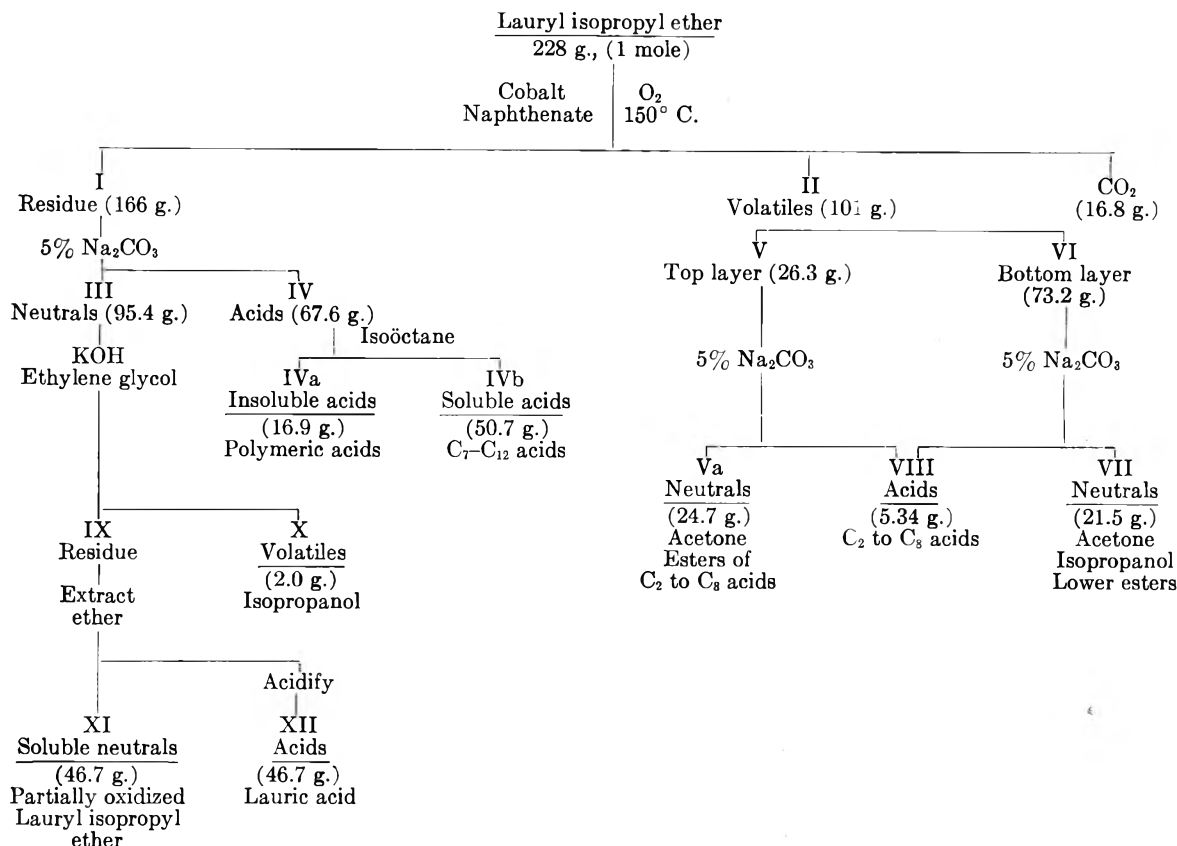 Lauryl isopropyl ether
228 g., (1 mole)
Cobalt
Naphthenate
O₂
150° C.
I
Residue (166 g.)
II
Volatiles (101 g.)
CO₂
(16.8 g.)
5% Na₂CO₃
III
Neutrals (95.4 g.)
IV
Acids (67.6 g.)
V
Top layer (26.3 g.)
VI
Bottom layer
(73.2 g.)
KOH
Ethylene glycol
Isoöctane
IVa
Insoluble acids
(16.9 g.)
Polymeric acids
IVb
Soluble acids
(50.7 g.)
C₇–C₁₂ acids
5% Na₂CO₃
5% Na₂CO₃
Va
Neutrals
(24.7 g.)
Acetone
Esters of
C₂ to C₈ acids
VIII
Acids
(5.34 g.)
C₂ to C₈ acids
VII
Neutrals
(21.5 g.)
Acetone
Isopropanol
Lower esters
IX
Residue
X
Volatiles
(2.0 g.)
Isopropanol
Extract
ether
Acidify
XI
Soluble neutrals
(46.7 g.)
Partially oxidized
Lauryl isopropyl
ether
XII
Acids
(46.7 g.)
Lauric acid